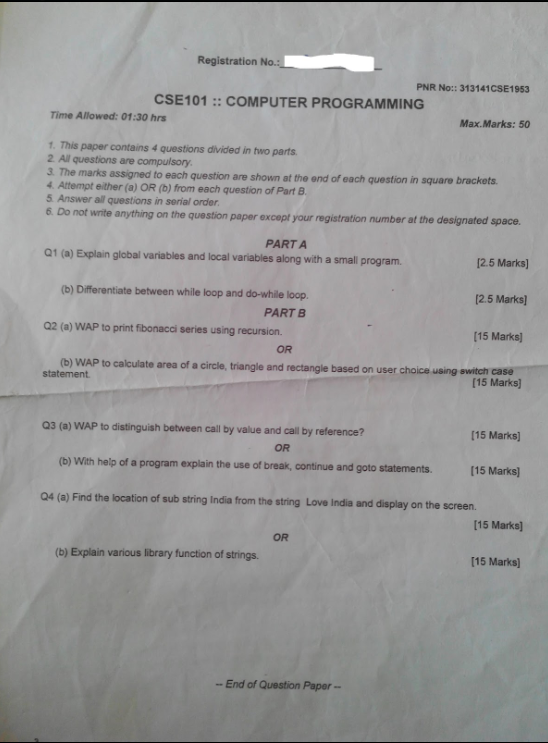 Registration No.:
PNR No:: 313141CSE1953
CSE101 :: COMPUTER PROGRAMMING
Time Allowed: 01:30 hrs
Max.Marks: 50
1. This paper contains 4 questions divided in two parts.
2. All questions are compulsory.
3. The marks assigned to each question are shown at the end of each question in square brackets.
4. Attempt either (a) OR (b) from each question of Part B.
5. Answer all questions in serial order.
6. Do not write anything on the question paper except your registration number at the designated space.
PART A
Q1 (a) Explain global variables and local variables along with a small program.
[2.5 Marks]
(b) Differentiate between while loop and do-while loop.
[2.5 Marks]
PART B
Q2 (a) WAP to print fibonacci series using recursion.
[15 Marks]
OR
(b) WAP to calculate area of a circle, triangle and rectangle based on user choice using switch case
statement.
[15 Marks]
Q3 (a) WAP to distinguish between call by value and call by reference?
[15 Marks]
OR
(b) With help of a program explain the use of break, continue and goto statements.
[15 Marks]
Q4 (a) Find the location of sub string India from the string Love India and display on the screen.
[15 Marks]
OR
(b) Explain various library function of strings.
[15 Marks]
-- End of Question Paper --